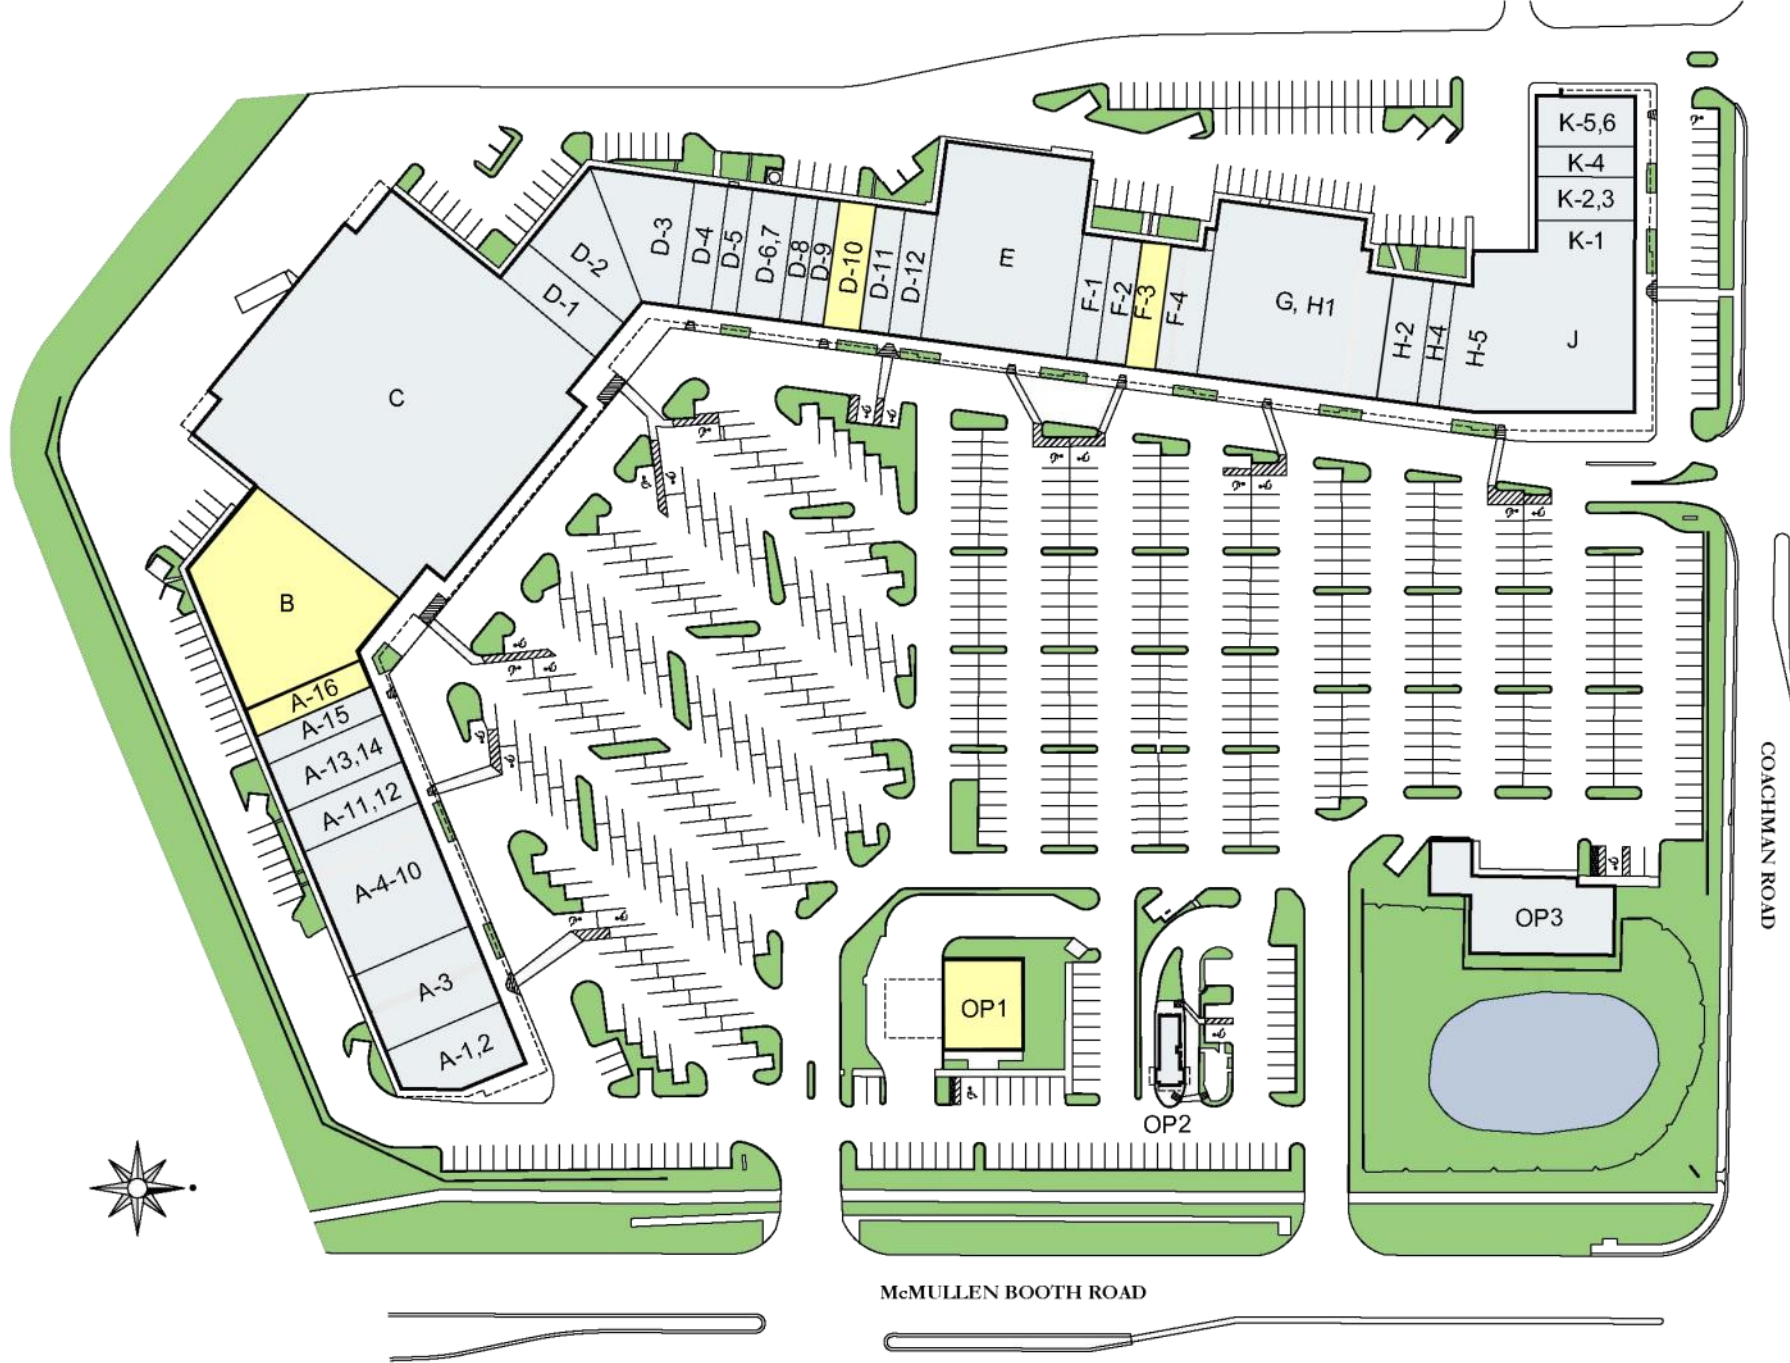 K-5,6
K-4
K-2,3
K-1
D-1
D-2
D-3
D-4
D-5
D-6,7
D-8
D-9
D-10
D-11
D-12
E
F-1
F-2
F-3
F-4
G, H1
H-2
H-4
H-5
J
C
B
A-16
A-15
A-13,14
A-11,12
A-4-10
A-3
A-1,2
OP1
OP2
OP3
COACHMAN ROAD
McMULLEN BOOTH ROAD